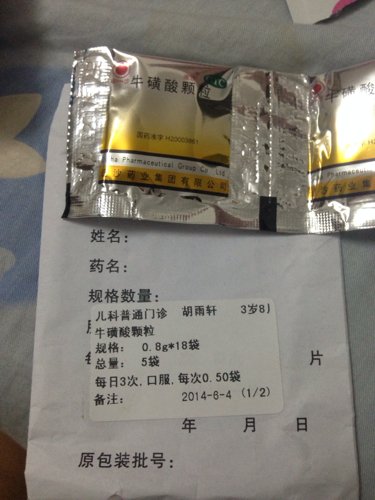 牛磺酸颗粒
OTC
牛磺酸
国药准字 H20003861
ha Pharmaceutical Group Co Ltd
沙药业集团有限公司
姓名：
药名：
规格数量：
儿科普通门诊 胡雨轩 3岁8月
牛磺酸颗粒
规格： 0.8g*18袋
总量： 5袋 片
每日3次,口服,每次0.50袋
备注： 2014-6-4 (1/2)
年 月 日
原包装批号：